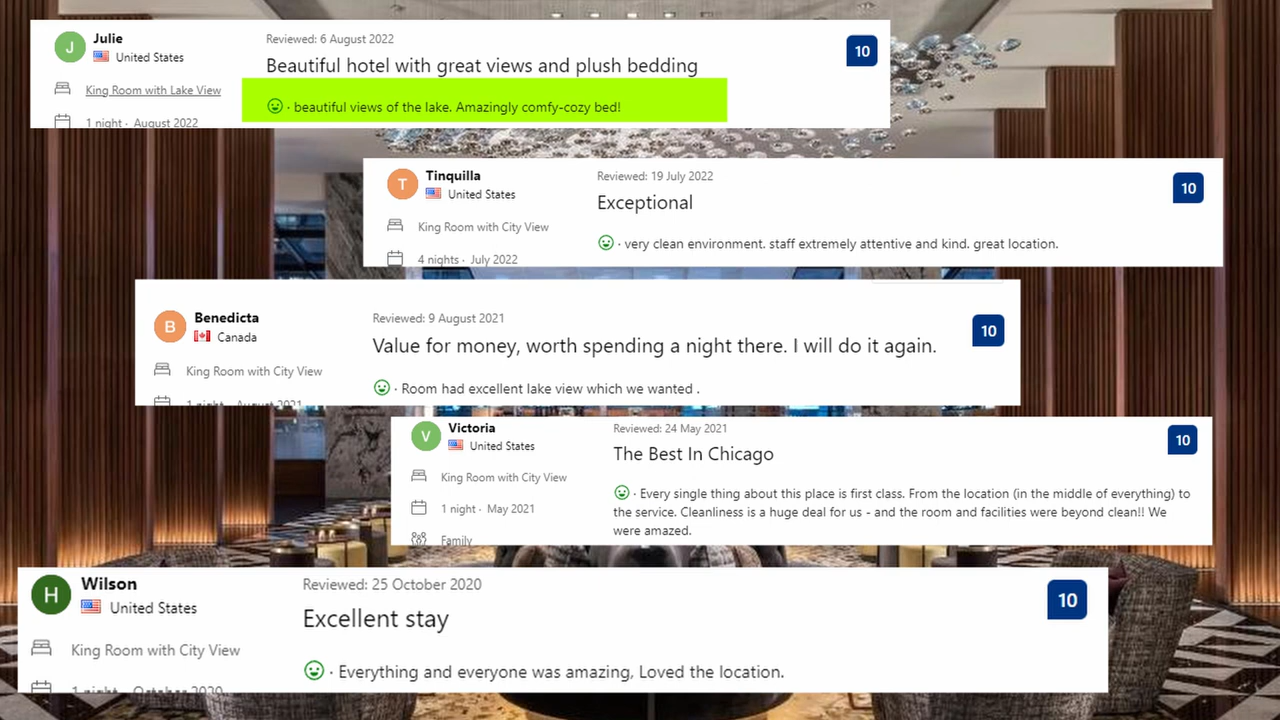 J
Julie
United States
King Room with Lake View
1 night · August 2022
Reviewed: 6 August 2022
Beautiful hotel with great views and plush bedding
· beautiful views of the lake. Amazingly comfy-cozy bed!
10
T
Tinquilla
United States
King Room with City View
4 nights · July 2022
Reviewed: 19 July 2022
Exceptional
· very clean environment. staff extremely attentive and kind. great location.
10
B
Benedicta
Canada
King Room with City View
1 night · August 2021
Reviewed: 9 August 2021
Value for money, worth spending a night there. I will do it again.
· Room had excellent lake view which we wanted .
10
V
Victoria
United States
King Room with City View
1 night · May 2021
Family
Reviewed: 24 May 2021
The Best In Chicago
· Every single thing about this place is first class. From the location (in the middle of everything) to
the service. Cleanliness is a huge deal for us - and the room and facilities were beyond clean!! We
were amazed.
10
H
Wilson
United States
King Room with City View
1 night · October 2020
Reviewed: 25 October 2020
Excellent stay
· Everything and everyone was amazing, Loved the location.
10